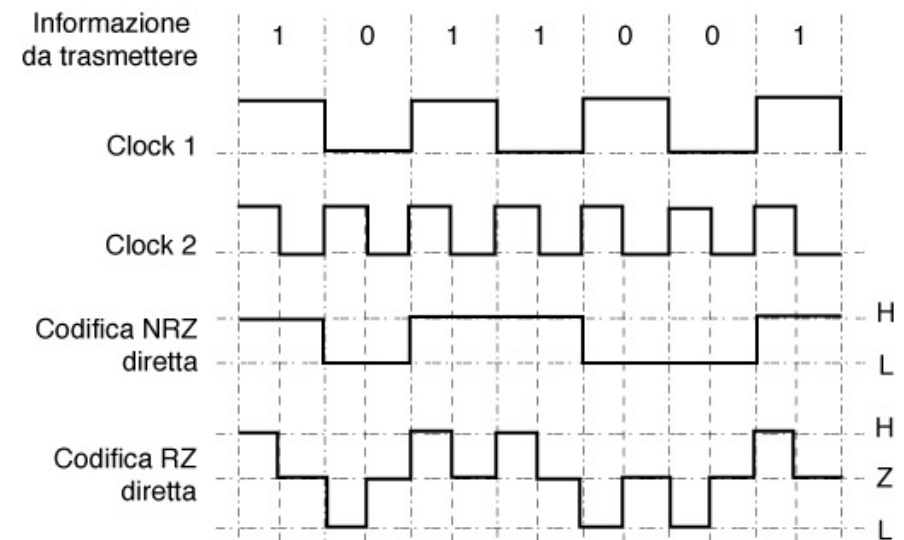 Informazione
da trasmettere
1 0 1 1 0 0 1
Clock 1
Clock 2
Codifica NRZ
diretta
H
L
Codifica RZ
diretta
H
Z
L